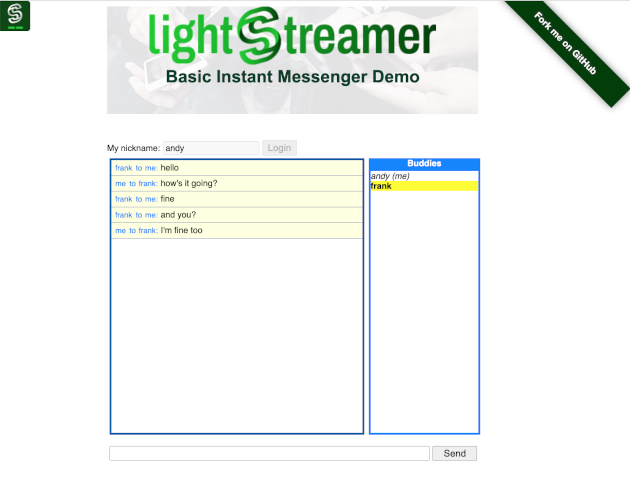 lightStreamer
Basic Instant Messenger Demo
Fork me on GitHub
My nickname: andy Login
frank to me: hello
me to frank: how's it going?
frank to me: fine
frank to me: and you?
me to frank: I'm fine too
Buddies
andy (me)
frank
Send